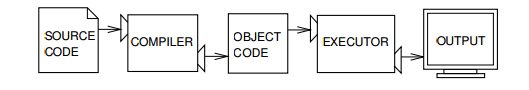 SOURCE
CODE
COMPILER
OBJECT
CODE
EXECUTOR
OUTPUT